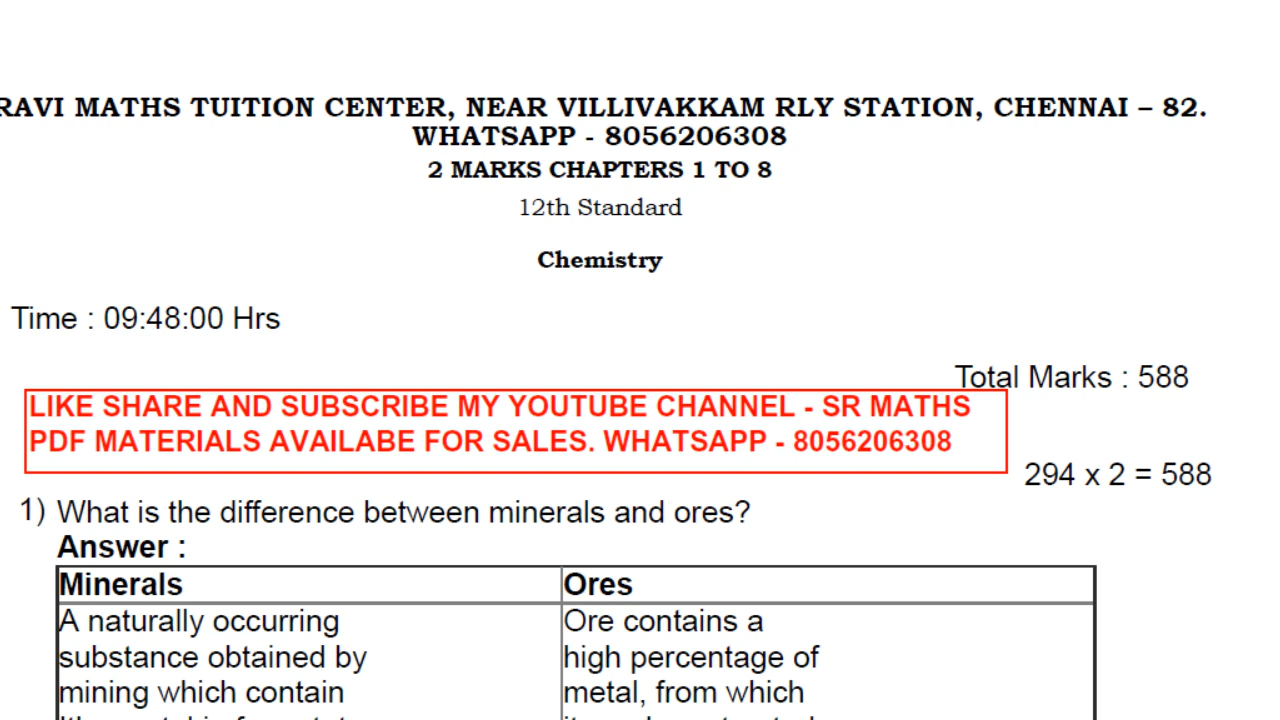 RAVI MATHS TUITION CENTER, NEAR VILLIVAKKAM RLY STATION, CHENNAI – 82.
WHATSAPP - 8056206308
2 MARKS CHAPTERS 1 TO 8
12th Standard
Chemistry
Time : 09:48:00 Hrs
Total Marks : 588
LIKE SHARE AND SUBSCRIBE MY YOUTUBE CHANNEL - SR MATHS
PDF MATERIALS AVAILABE FOR SALES. WHATSAPP - 8056206308
294 x 2 = 588
1) What is the difference between minerals and ores?
Answer :
Minerals Ores
A naturally occurring Ore contains a
substance obtained by high percentage of
mining which contain metal, from which